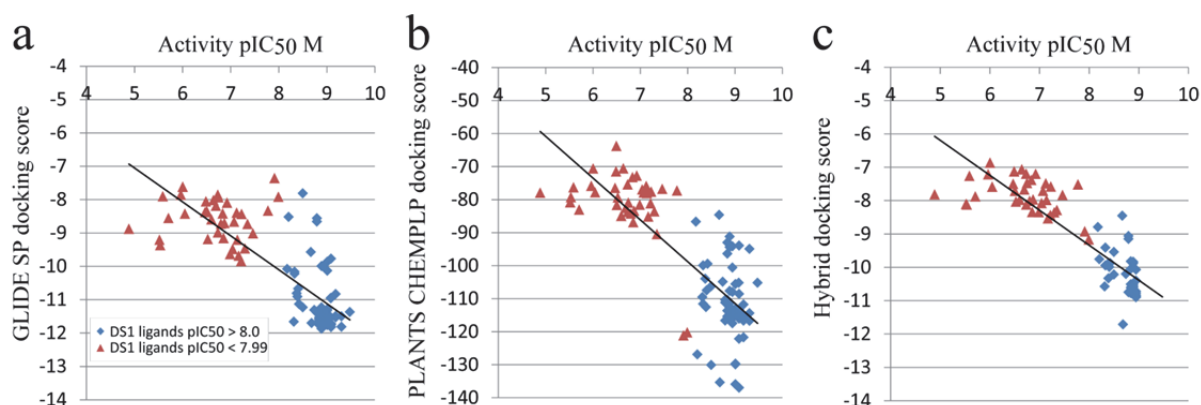 a
Activity pIC50 M
GLIDE SP docking score
-4
-5
-6
-7
-8
-9
-10
-11
-12
-13
-14
4 5 6 7 8 9 10
DS1 ligands pIC50 > 8.0
DS1 ligands pIC50 < 7.99
b
Activity pIC50 M
PLANTS CHEMPLP docking score
-40
-50
-60
-70
-80
-90
-100
-110
-120
-130
-140
4 5 6 7 8 9 10
c
Activity pIC50 M
Hybrid docking score
-4
-5
-6
-7
-8
-9
-10
-11
-12
-13
-14
4 5 6 7 8 9 10